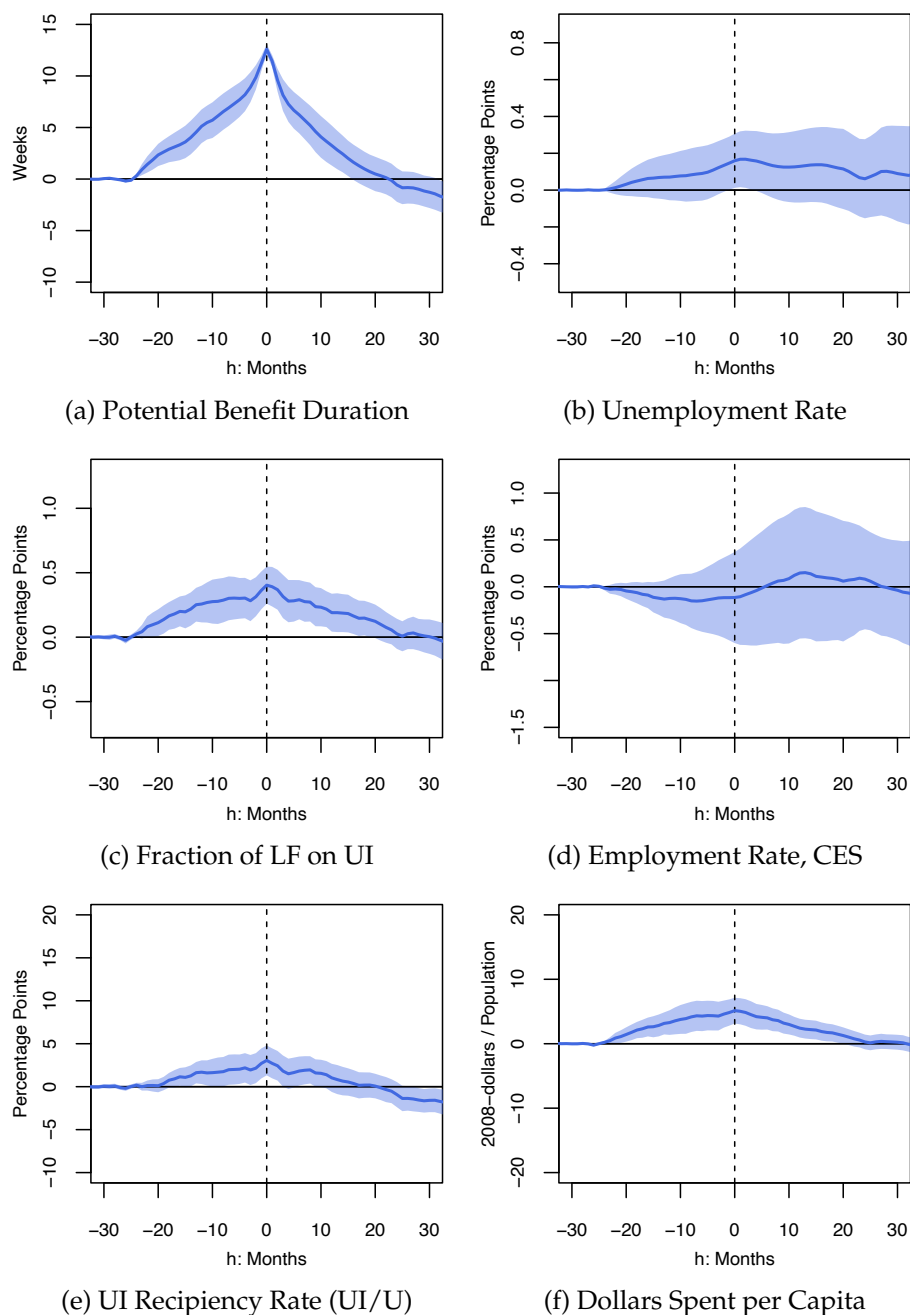 15
10
5
0
−5
−10
Weeks
−30 −20 −10 0 10 20 30
h: Months
(a) Potential Benefit Duration
0.8
0.4
0.0
−0.4
Percentage Points
−30 −20 −10 0 10 20 30
h: Months
(b) Unemployment Rate
1.0
0.5
0.0
−0.5
Percentage Points
−30 −20 −10 0 10 20 30
h: Months
(c) Fraction of LF on UI
1.0
0.5
0.0
−0.5
−1.5
Percentage Points
−30 −20 −10 0 10 20 30
h: Months
(d) Employment Rate, CES
20
15
10
5
0
−5
−10
Percentage Points
−30 −20 −10 0 10 20 30
h: Months
(e) UI Recipiency Rate (UI/U)
20
10
0
−10
−20
2008−dollars / Population
−30 −20 −10 0 10 20 30
h: Months
(f) Dollars Spent per Capita